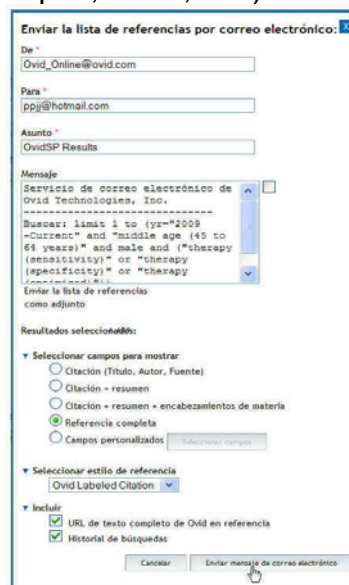 Enviar la lista de referencias por correo electrónico: X
De *
Ovid_Online@ovid.com
Para *
ppjj@hotmail.com
Asunto *
OvidSP Results
Mensaje
Servicio de correo electrónico de
Ovid Technologies, Inc.
------------------------------
Buscar: limit 1 to (yr="2009
-Current" and "middle age (45 to
64 years)" and male and ("therapy
(sensitivity)" or "therapy
(specificity)" or "therapy
Enviar la lista de referencias
como adjunto
Resultados
Seleccionar campos para mostrar
Citación (Título, Autor, Fuente)
Citación + resumen
Citación + resumen + encabezamientos de materia
Referencia completa
Campos personalizados Seleccionar campos
Seleccionar estilo de referencia
Ovid Labeled Citation
Incluir
URL de texto completo de Ovid en referencia
Historial de búsquedas
Cancelar Enviar mensaje de correo electrónico